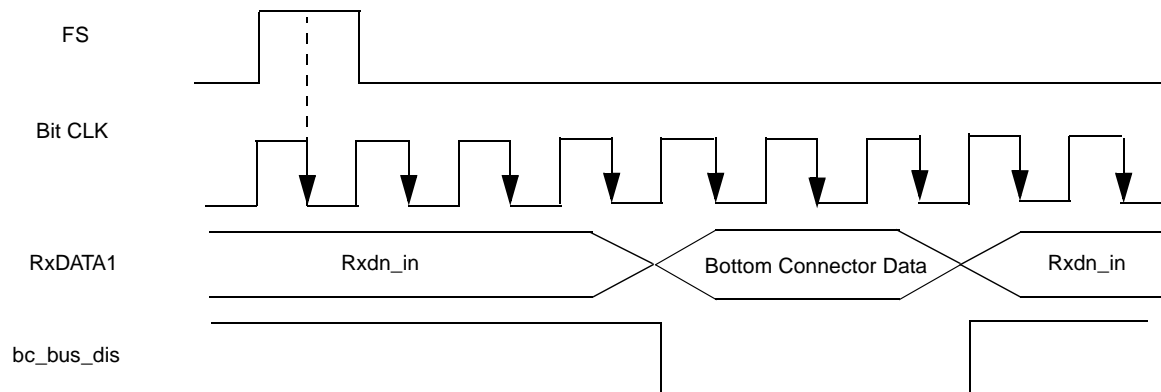 FS
Bit CLK
RxDATA1
Rxdn_in
Bottom Connector Data
Rxdn_in
bc_bus_dis